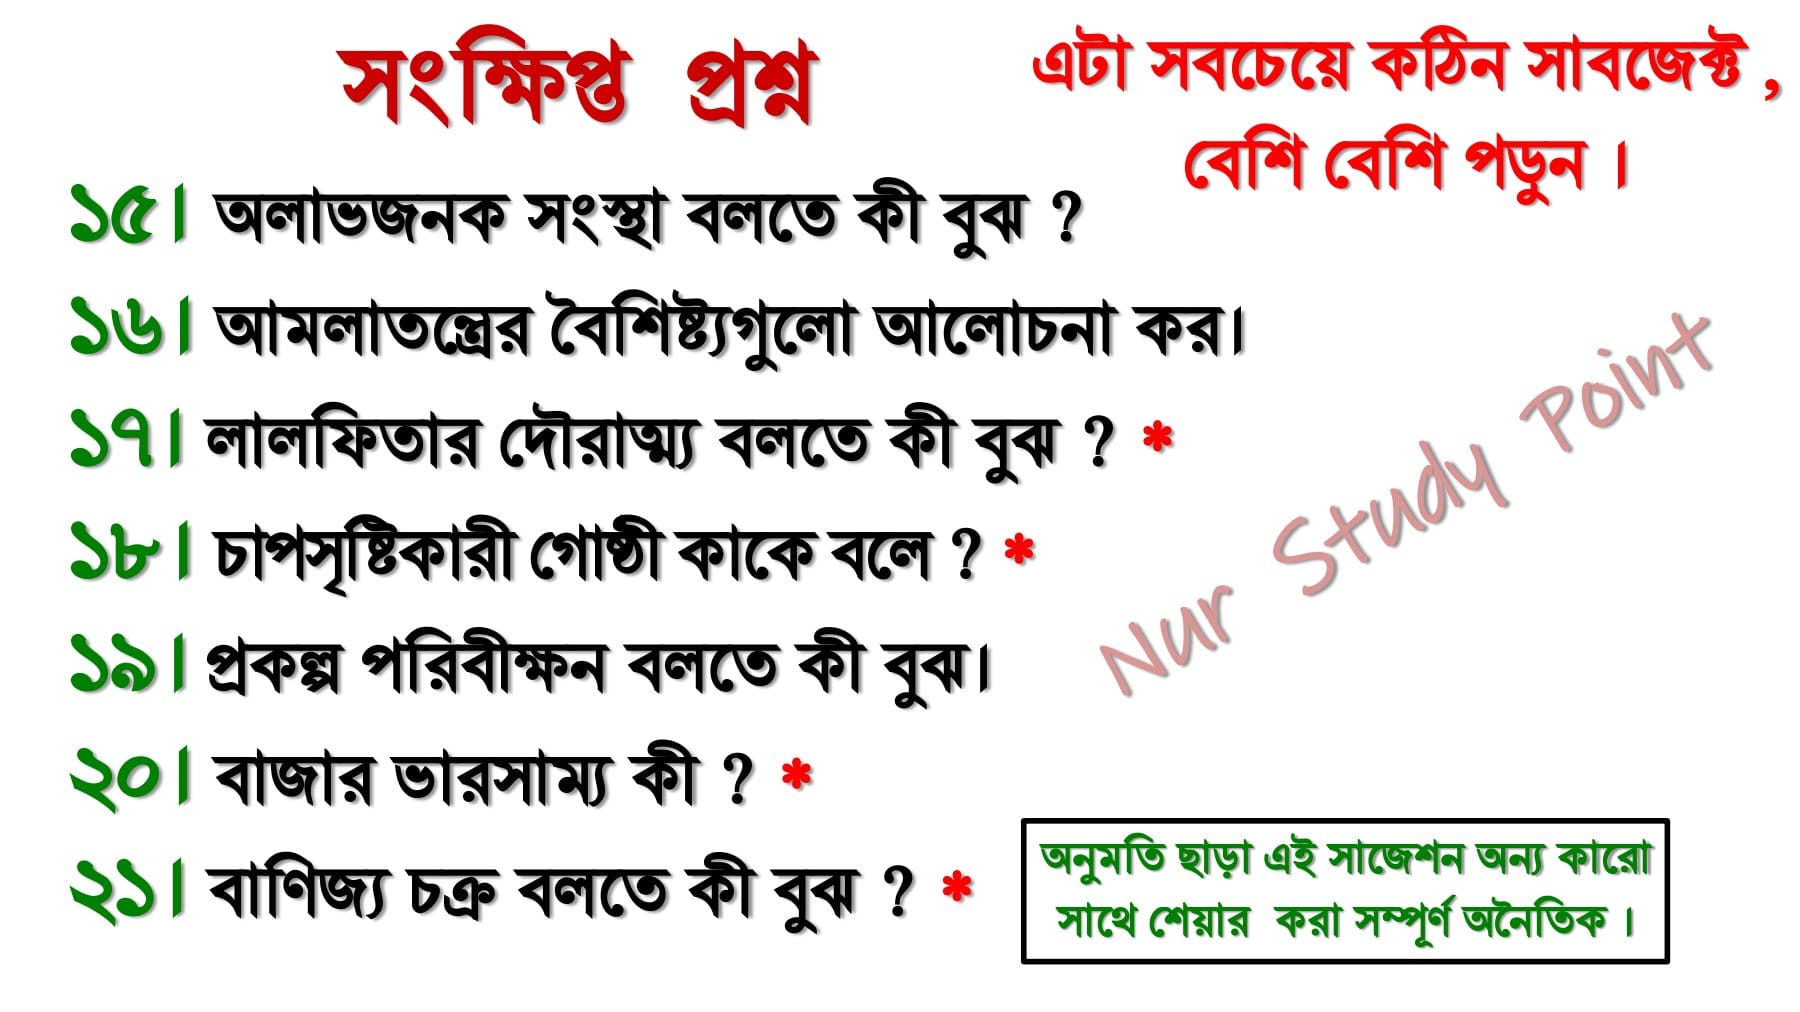 সংক্ষিপ্ত প্রশ্ন
এটা সবচেয়ে কঠিন সাবজেক্ট ,
বেশি বেশি পড়ুন ।
১৫। অলাভজনক সংস্থা বলতে কী বুঝ ?
১৬। আমলাতন্ত্রের বৈশিষ্ট্যগুলো আলোচনা কর।
১৭। লালফিতার দৌরাত্ম্য বলতে কী বুঝ ? *
১৮। চাপসৃষ্টিকারী গোষ্ঠী কাকে বলে ? *
১৯। প্রকল্প পরিবীক্ষন বলতে কী বুঝ।
২০। বাজার ভারসাম্য কী ? *
২১। বাণিজ্য চক্র বলতে কী বুঝ ? *
Nur Study Point
অনুমতি ছাড়া এই সাজেশন অন্য কারো
সাথে শেয়ার করা সম্পূর্ণ অনৈতিক ।